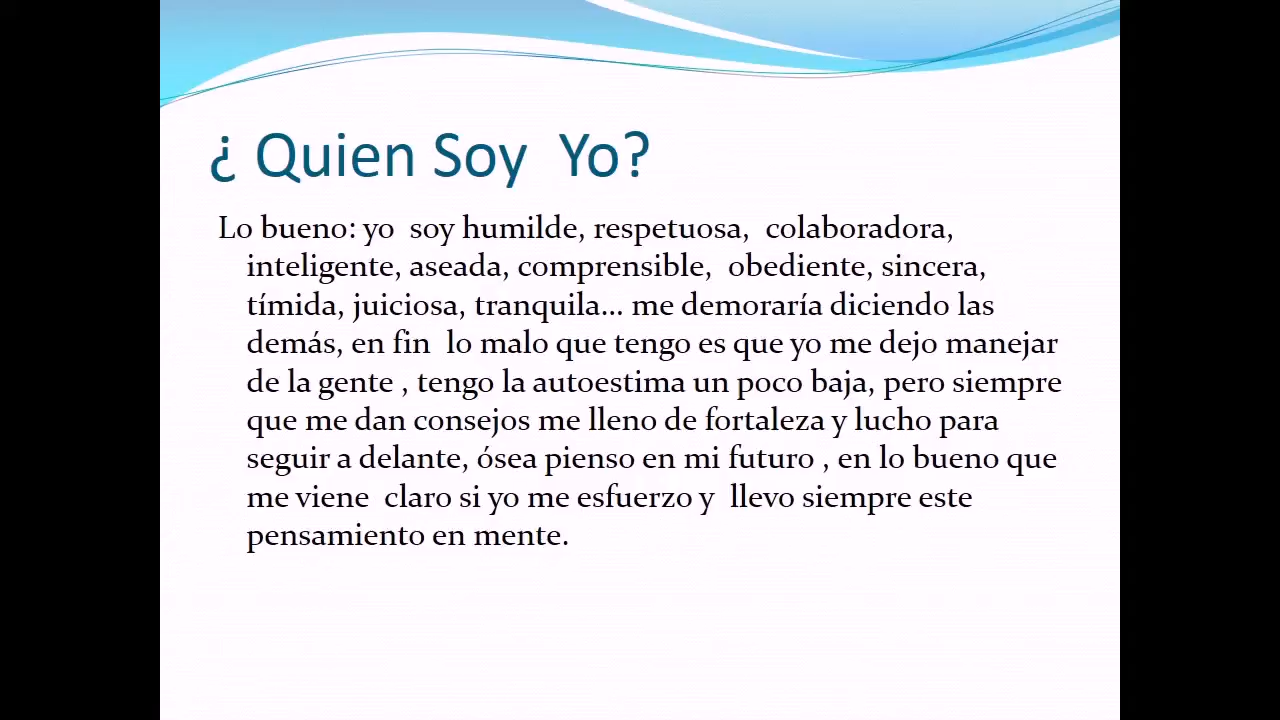 ¿ Quien Soy  Yo?
Lo bueno: yo  soy humilde, respetuosa,  colaboradora,
inteligente, aseada, comprensible,  obediente, sincera,
tímida, juiciosa, tranquila... me demoraría diciendo las
demás, en fin  lo malo que tengo es que yo me dejo manejar
de la gente , tengo la autoestima un poco baja, pero siempre
que me dan consejos me lleno de fortaleza y lucho para
seguir a delante, ósea pienso en mi futuro , en lo bueno que
me viene  claro si yo me esfuerzo y  llevo siempre este
pensamiento en mente.